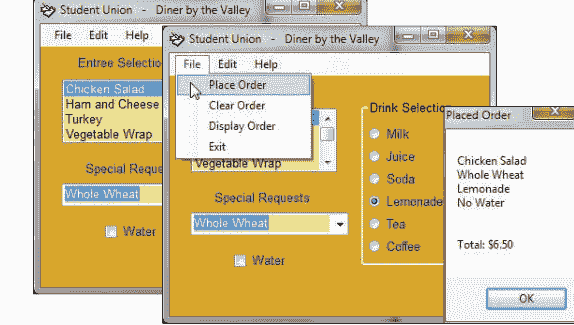 Student Union - Diner by the Valley
File Edit Help
Entree Selectio
Chicken Salad
Ham and Cheese
Turkey
Vegetable Wrap
Special Reque
Whole Wheat
Water
Student Union - Diner by the Valley
File Edit Help
Place Order
Clear Order
Display Order
Exit
Vegetable Wrap
Special Requests
Whole Wheat
Water
Drink Selection
Milk
Juice
Soda
Lemonade
Tea
Coffee
Placed Order
Chicken Salad
Whole Wheat
Lemonade
No Water
Total: $6.50
OK